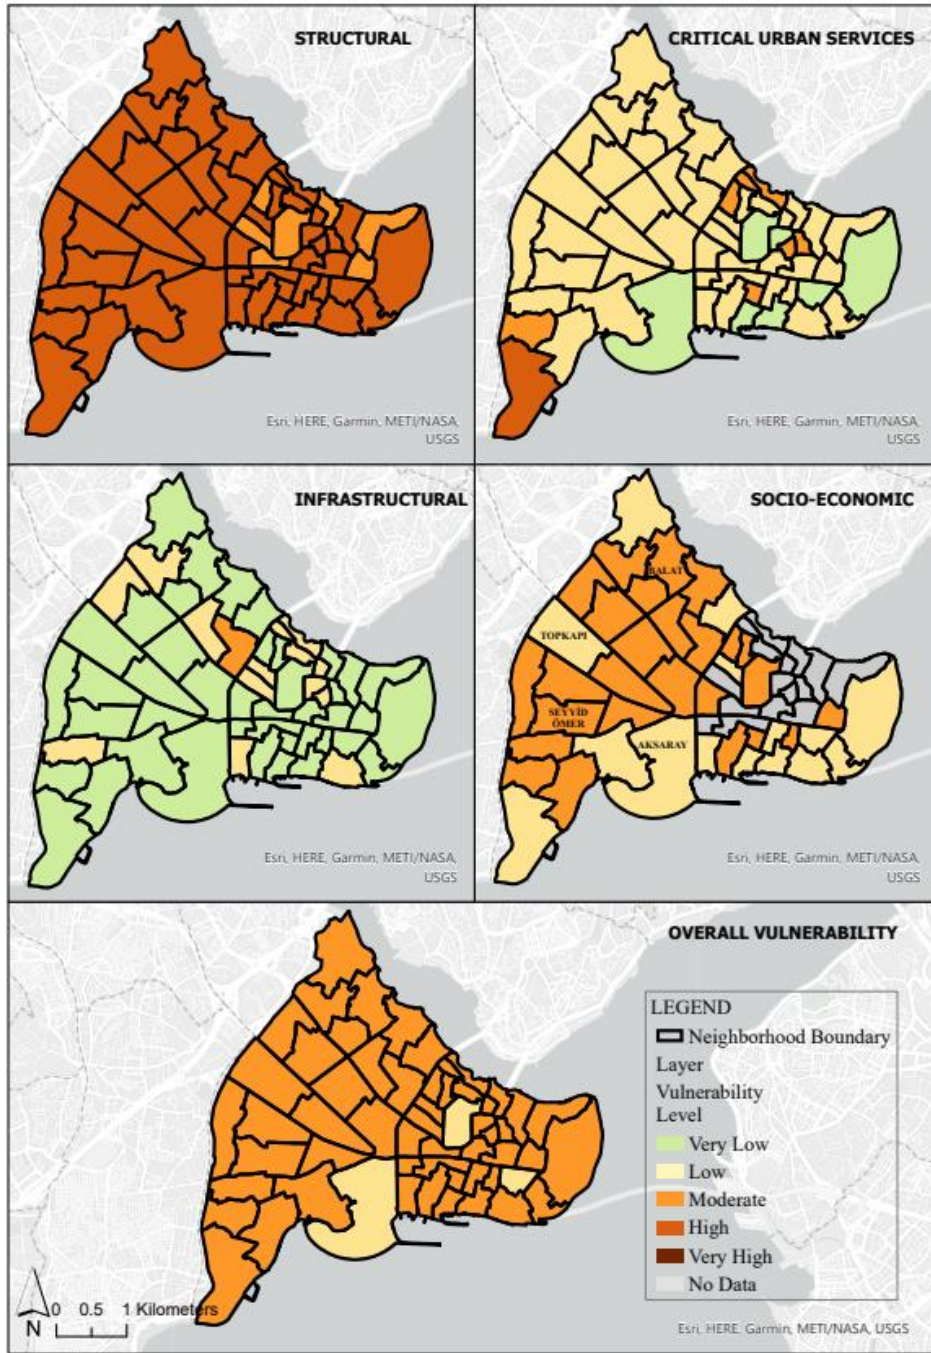 STRUCTURAL
Esri, HERE, Garmin, METI/NASA,
USGS
CRITICAL URBAN SERVICES
Esri, HERE, Garmin, METI/NASA,
USGS
INFRASTRUCTURAL
Esri, HERE, Garmin, METI/NASA,
USGS
SOCIO-ECONOMIC
BALAT
TOPKAPI
SEYYİD
ÖMER
AKSARAY
Esri, HERE, Garmin, METI/NASA,
USGS
OVERALL VULNERABILITY
LEGEND
Neighborhood Boundary
Layer
Vulnerability
Level
Very Low
Low
Moderate
High
Very High
No Data
0 0.5 1 Kilometers
N
Esri, HERE, Garmin, METI/NASA, USGS